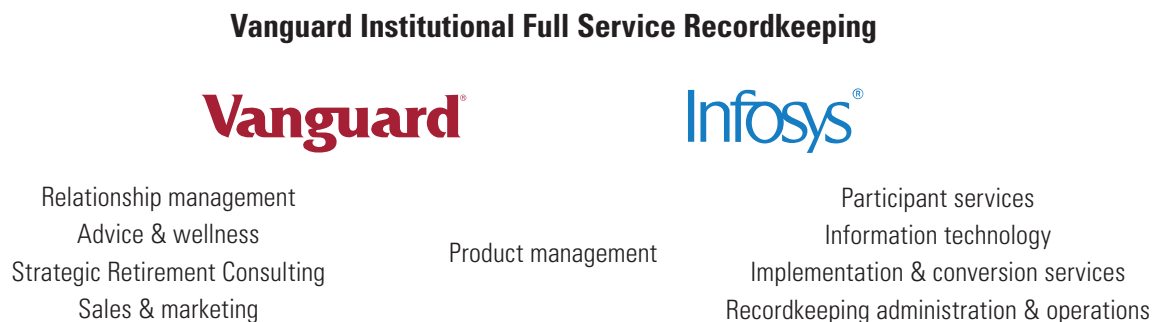 Vanguard Institutional Full Service Recordkeeping
Vanguard®
Infosys®
Relationship management
Advice & wellness
Strategic Retirement Consulting
Sales & marketing
Product management
Participant services
Information technology
Implementation & conversion services
Recordkeeping administration & operations